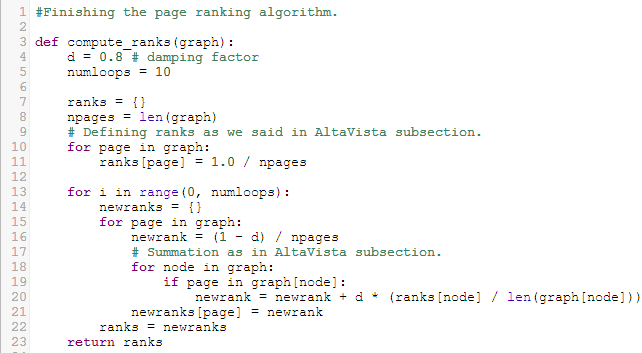 1 #Finishing the page ranking algorithm.
2
3 def compute_ranks(graph):
4     d = 0.8 # damping factor
5     numloops = 10
6
7     ranks = {}
8     npages = len(graph)
9     # Defining ranks as we said in AltaVista subsection.
10     for page in graph:
11         ranks[page] = 1.0 / npages
12
13     for i in range(0, numloops):
14         newranks = {}
15         for page in graph:
16             newrank = (1 - d) / npages
17             # Summation as in AltaVista subsection.
18             for node in graph:
19                 if page in graph[node]:
20                     newrank = newrank + d * (ranks[node] / len(graph[node]))
21             newranks[page] = newrank
22         ranks = newranks
23     return ranks